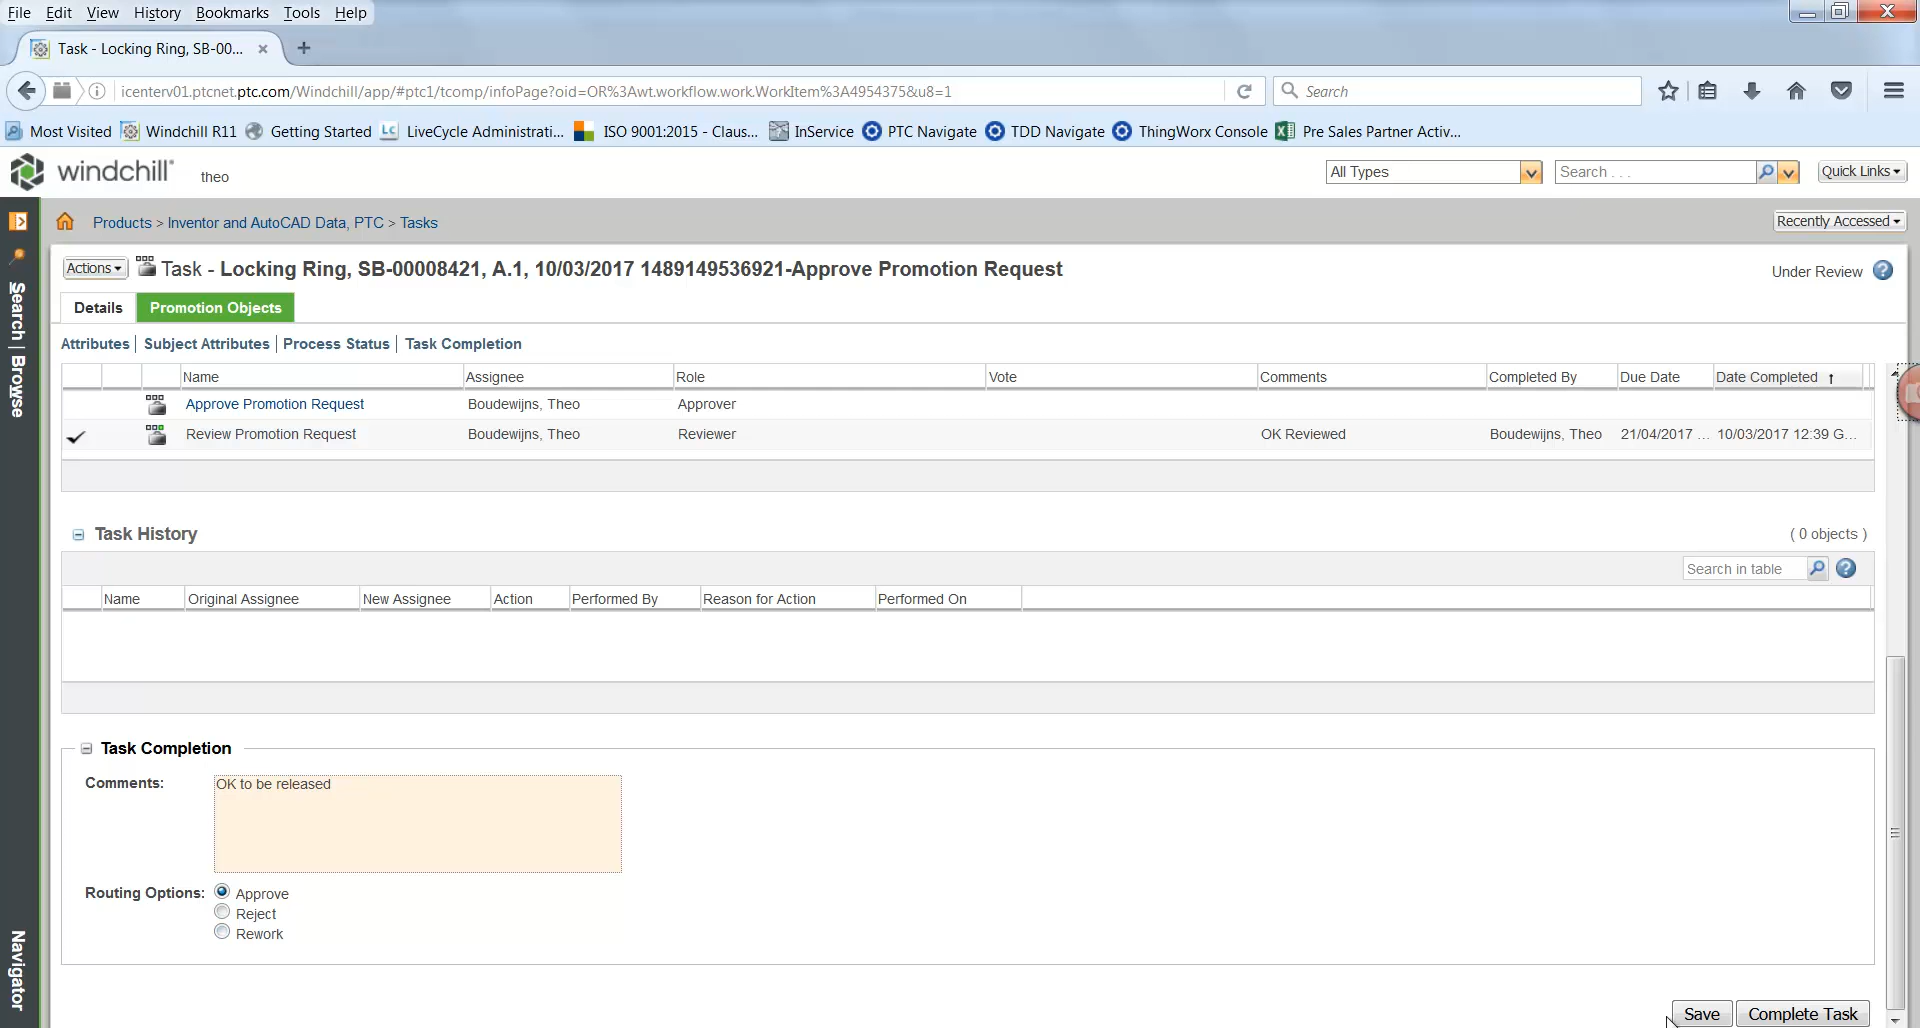 File Edit View History Bookmarks Tools Help
Task - Locking Ring, SB-00...
icenterv01.ptcnet.ptc.com/Windchill/app/#ptc1/tcomp/infoPage?oid=OR%3Awt.workflow.work.WorkItem%3A4954375&u8=1 Search
Most Visited Windchill R11 Getting Started LC LiveCycle Administrati... ISO 9001:2015 - Claus... InService PTC Navigate TDD Navigate ThingWorx Console Pre Sales Partner Activ...
windchill® theo All Types Search . . . Quick Links
Products > Inventor and AutoCAD Data, PTC > Tasks Recently Accessed
Actions Task - Locking Ring, SB-00008421, A.1, 10/03/2017 1489149536921-Approve Promotion Request Under Review
Details Promotion Objects
Search | Browse
Attributes | Subject Attributes | Process Status | Task Completion
Name Assignee Role Vote Comments Completed By Due Date Date Completed
Approve Promotion Request Boudewijns, Theo Approver
Review Promotion Request Boudewijns, Theo Reviewer OK Reviewed Boudewijns, Theo 21/04/2017 ... 10/03/2017 12:39 G...
Task History ( 0 objects )
Search in table
Name Original Assignee New Assignee Action Performed By Reason for Action Performed On
Task Completion
Comments: OK to be released
Routing Options: Approve
Reject
Rework
Navigator
Save Complete Task